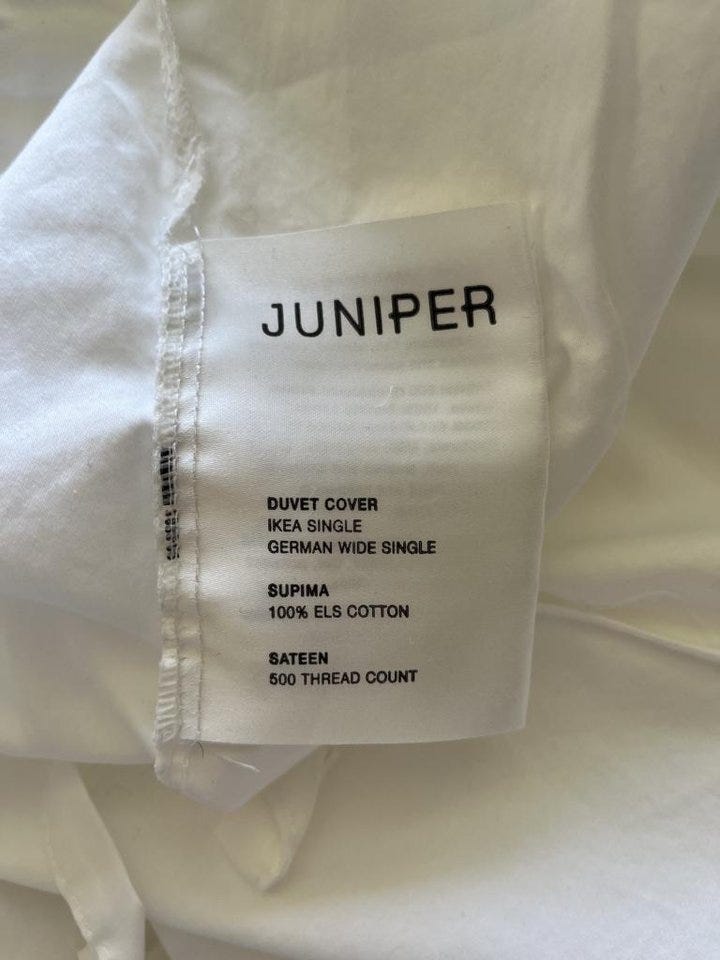 JUNIPER
DUVET COVER
IKEA SINGLE
GERMAN WIDE SINGLE
SUPIMA
100% ELS COTTON
SATEEN
500 THREAD COUNT